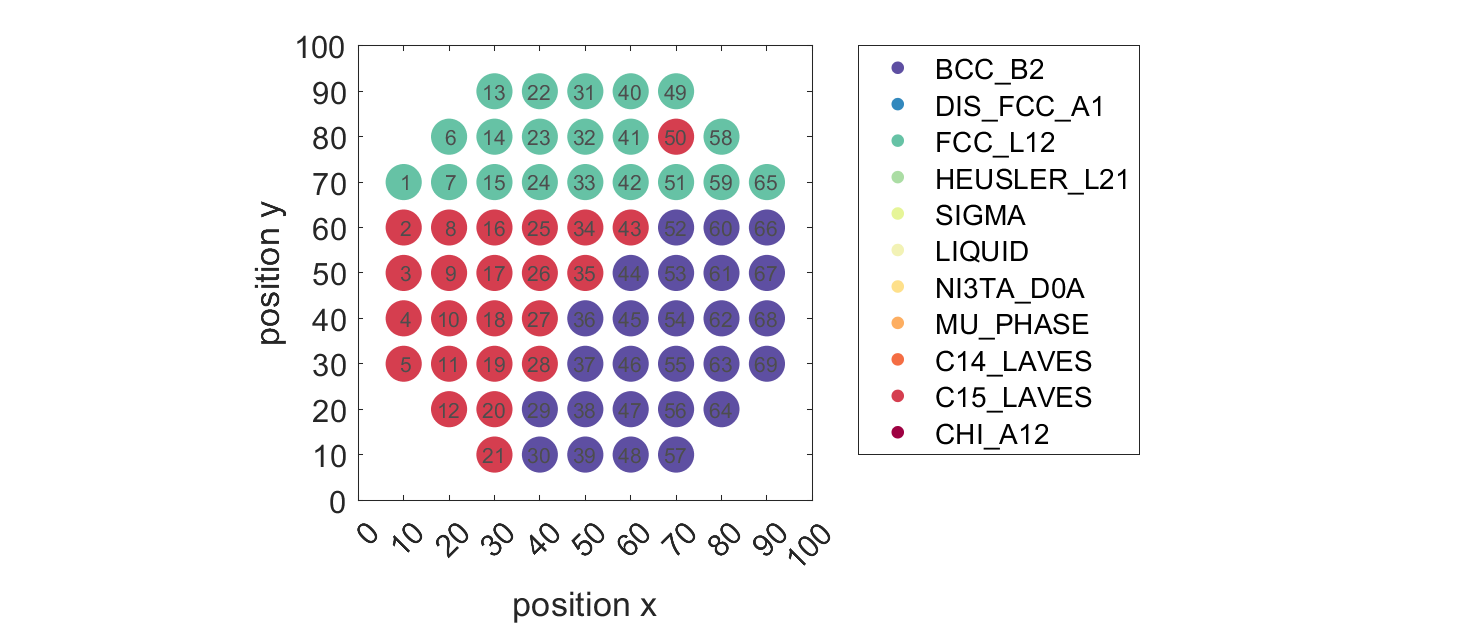 100
90
80
70
60
50
40
30
20
10
0
position y
13 22 31 40 49
6 14 23 32 41 50 58
1 7 15 24 33 42 51 59 65
2 8 16 25 34 43 52 60 66
3 9 17 26 35 44 53 61 67
4 10 18 27 36 45 54 62 68
5 11 19 28 37 46 55 63 69
12 20 29 38 47 56 64
21 30 39 48 57
0 10 20 30 40 50 60 70 80 90 100
position x
BCC_B2
DIS_FCC_A1
FCC_L12
HEUSLER_L21
SIGMA
LIQUID
NI3TA_D0A
MU_PHASE
C14_LAVES
C15_LAVES
CHI_A12